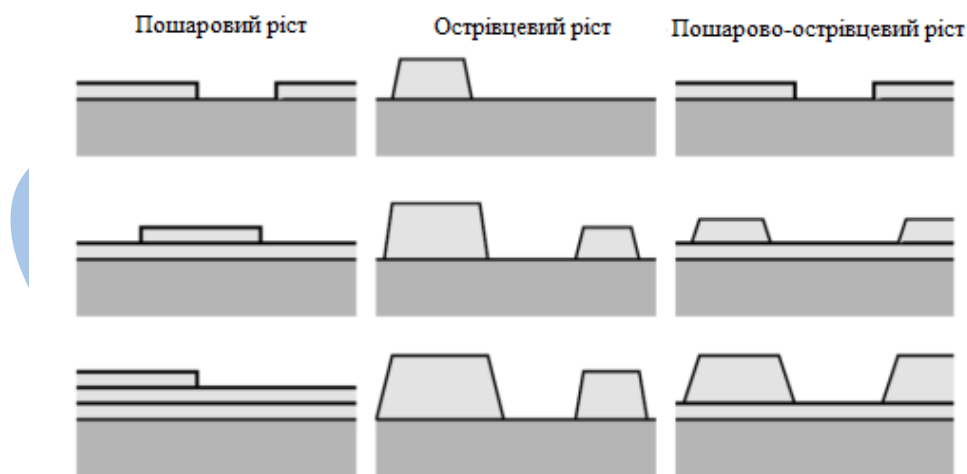 Пошаровий ріст
Острівцевий ріст
Пошарово-острівцевий ріст